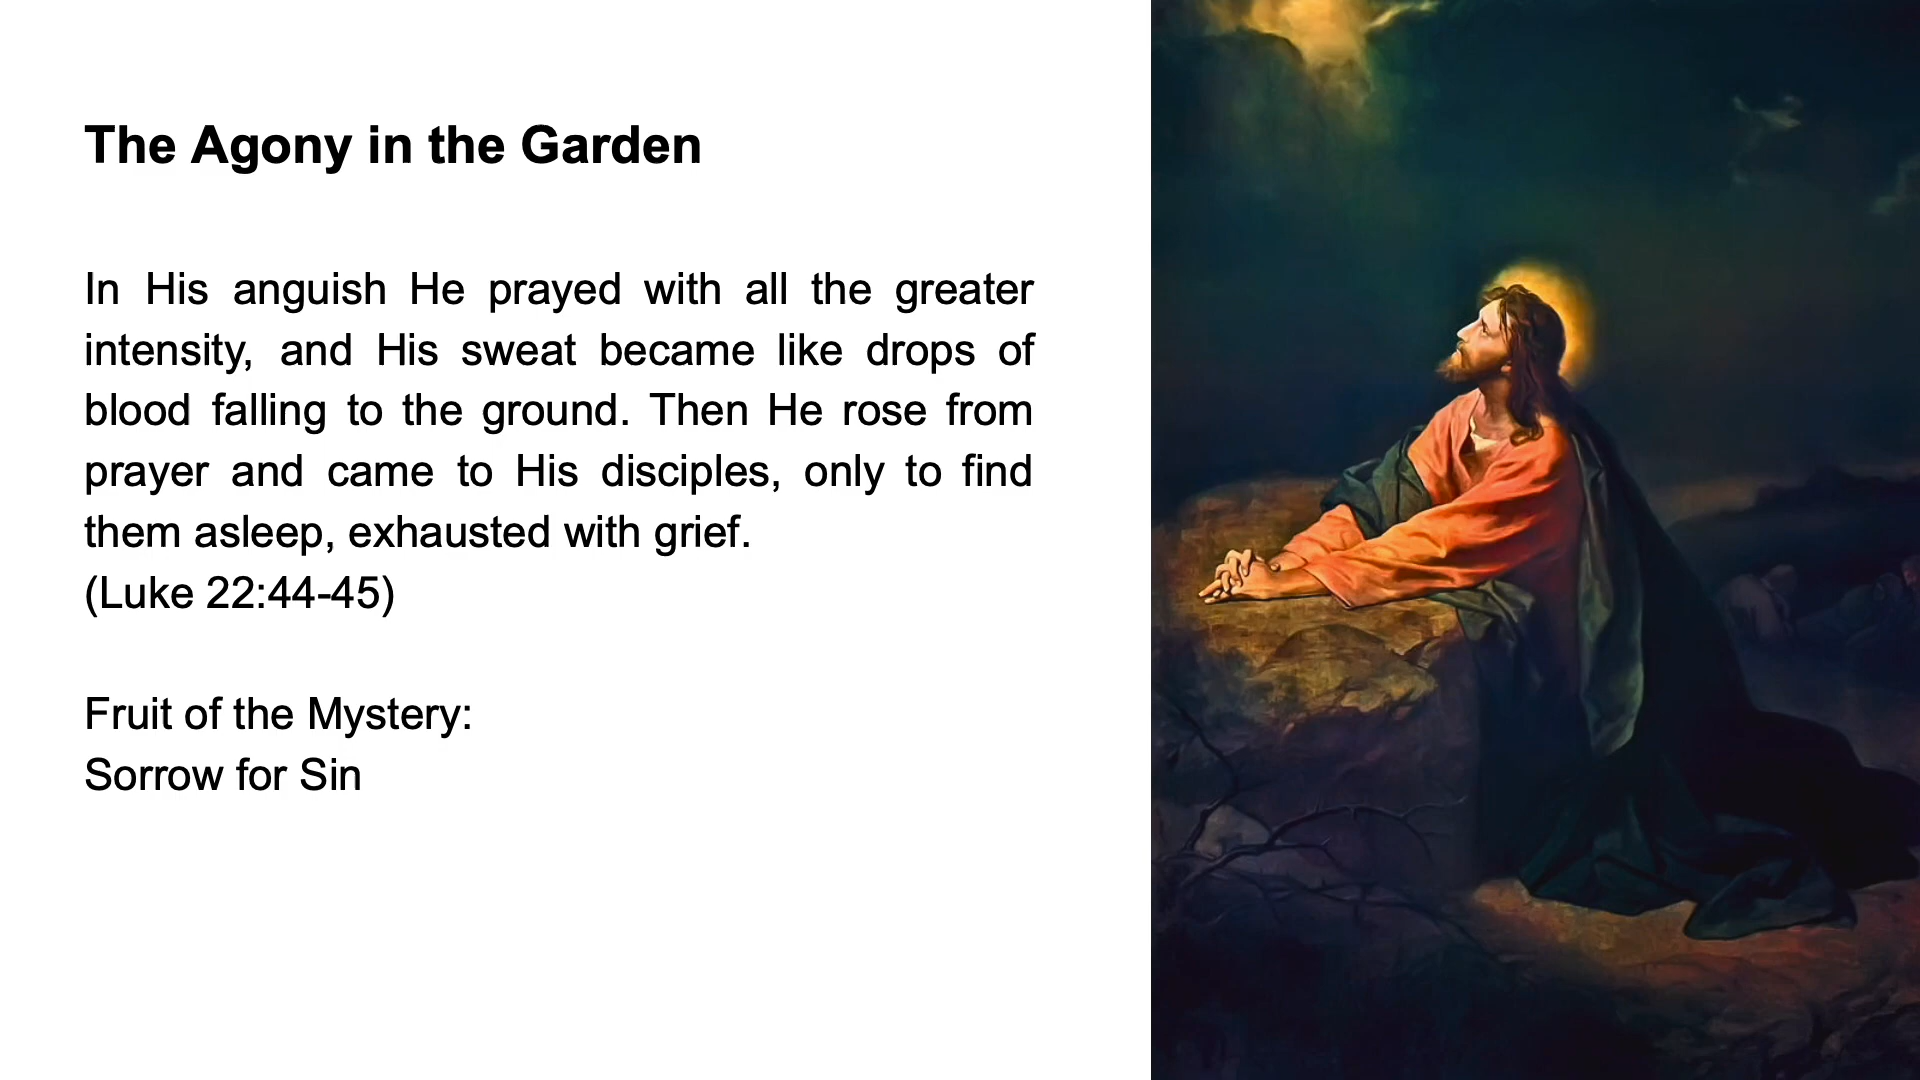 The Agony in the Garden
In His anguish He prayed with all the greater
intensity, and His sweat became like drops of
blood falling to the ground. Then He rose from
prayer and came to His disciples, only to find
them asleep, exhausted with grief.
(Luke 22:44-45)
Fruit of the Mystery:
Sorrow for Sin